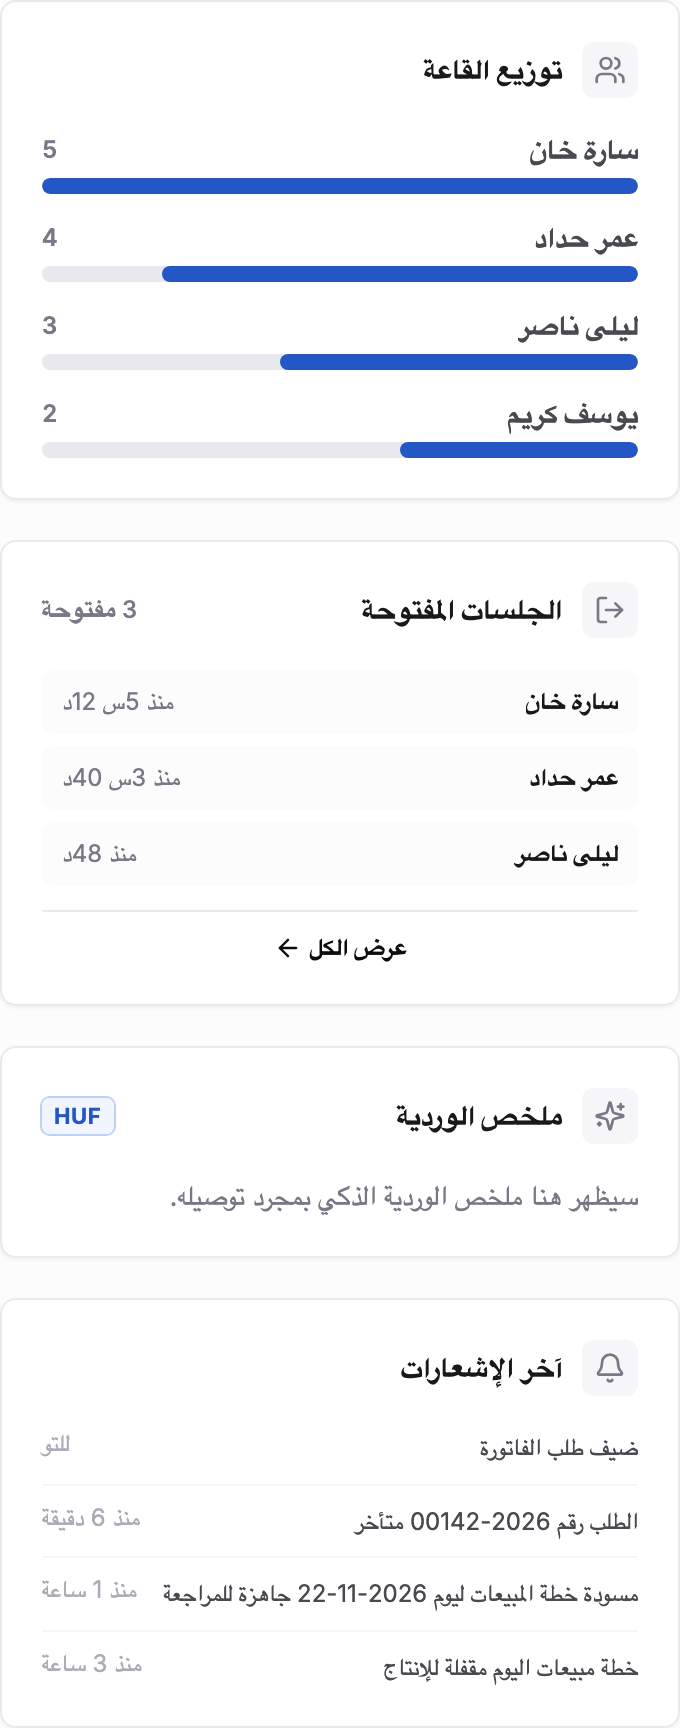 توزيع القاعة
سارة خان 5
عمر حداد 4
ليلى ناصر 3
يوسف كريم 2
الجلسات المفتوحة 3 مفتوحة
سارة خان منذ 5س 12د
عمر حداد منذ 3س 40د
ليلى ناصر منذ 48د
عرض الكل ←
ملخص الوردية HUF
سيظهر هنا ملخص الوردية الذكي بمجرد توصيله.
آخر الإشعارات
ضيف طلب الفاتورة للتو
الطلب رقم 2026-00142 متأخر منذ 6 دقيقة
مسودة خطة المبيعات ليوم 2026-11-22 جاهزة للمراجعة منذ 1 ساعة
خطة مبيعات اليوم مقفلة للإنتاج منذ 3 ساعة